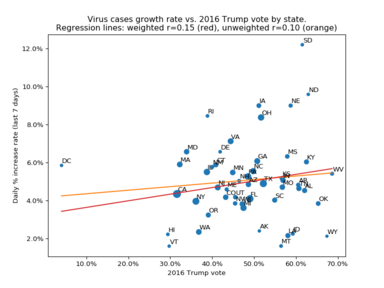 Virus cases growth rate vs. 2016 Trump vote by state.
Regression lines: weighted r=0.15 (red), unweighted r=0.10 (orange)
Daily % increase (last 7 days)
12.0%
10.0%
8.0%
6.0%
4.0%
2.0%
SD
ND
IA
NE
OH
RI
VA
MD
DE
MS
MA
CT
GA
KY
DC
NC
MN
WV
TX
KS
MO
AR
AL
CA
NY
FL
SC
OK
OR
HI
WA
AK
WY
VT
MT
ID
10.0%
20.0%
30.0%
40.0%
50.0%
60.0%
70.0%
2016 Trump vote